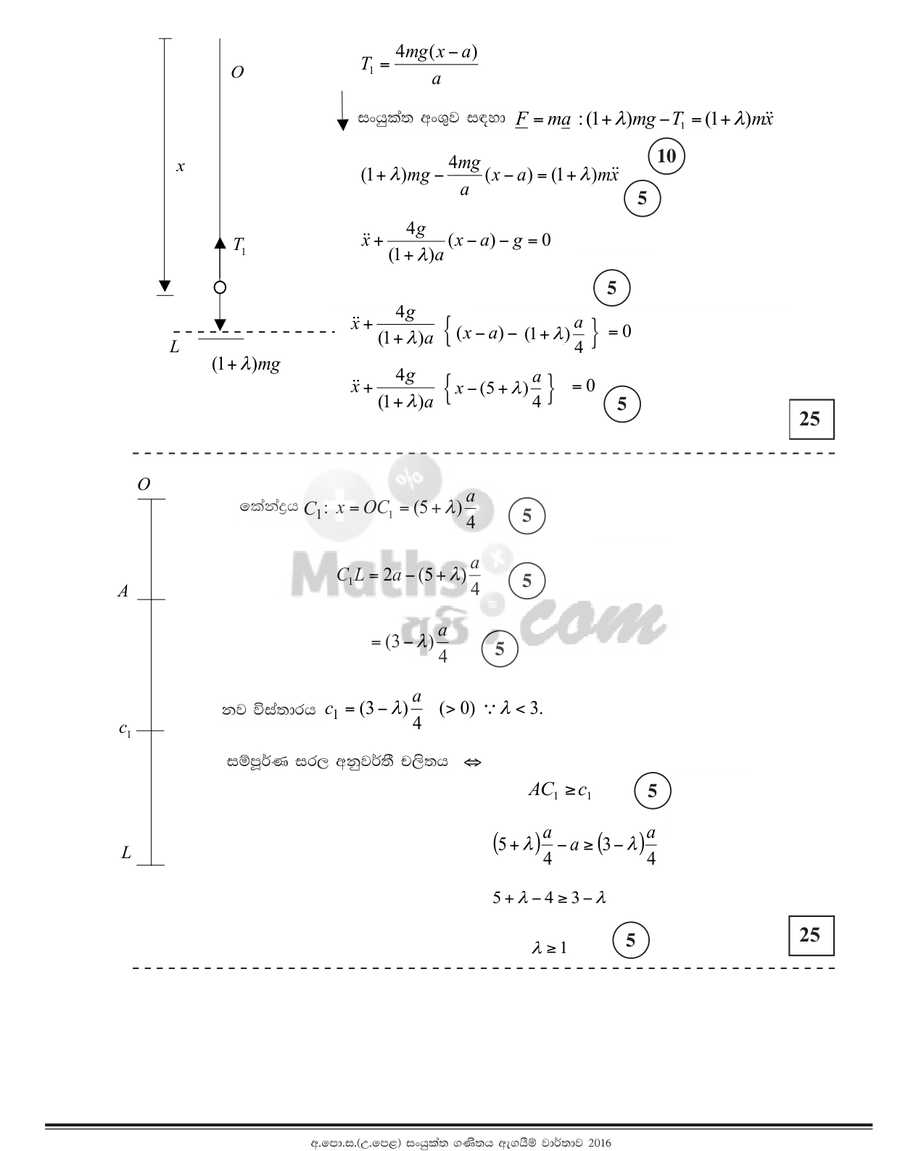 O
x
T₁
L
(1 + λ)mg
T₁ = 4mg(x − a) / a
සංයුක්ත අංශුව සඳහා F = ma : (1 + λ)mg − T₁ = (1 + λ)mẍ
10
(1 + λ)mg − 4mg/a (x − a) = (1 + λ)mẍ
5
ẍ + 4g/(1 + λ)a (x − a) − g = 0
5
ẍ + 4g/(1 + λ)a { (x − a) − (1 + λ) a/4 } = 0
ẍ + 4g/(1 + λ)a { x − (5 + λ) a/4 } = 0
5
25
O
A
c₁
L
කේන්ද්‍රය C₁ : x = OC₁ = (5 + λ) a/4
5
C₁L = 2a − (5 + λ) a/4
5
= (3 − λ) a/4
5
Maths
අපි . com
නව විස්තාරය c₁ = (3 − λ) a/4 (> 0) ∵ λ < 3.
සම්පූර්ණ සරල අනුවර්තී චලිතය ⇔
AC₁ ≥ c₁
5
(5 + λ) a/4 − a ≥ (3 − λ) a/4
5 + λ − 4 ≥ 3 − λ
λ ≥ 1
5
25
අ.පො.ස.(උ.පෙළ) සංයුක්ත ගණිතය ඇගයීම් වාර්තාව 2016